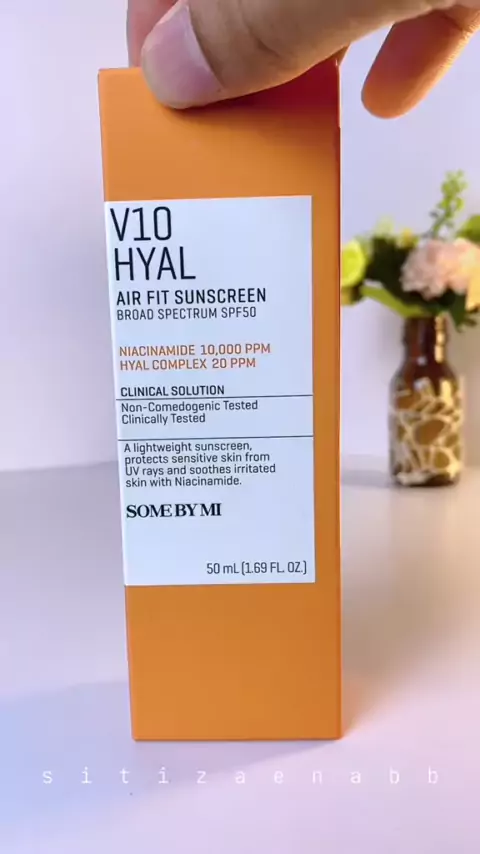 V10
HYAL
AIR FIT SUNSCREEN
BROAD SPECTRUM SPF50
NIACINAMIDE 10,000 PPM
HYAL COMPLEX 20 PPM
CLINICAL SOLUTION
Non-Comedogenic Tested
Clinically Tested
A lightweight sunscreen,
protects sensitive skin from
UV rays and soothes irritated
skin with Niacinamide.
SOME BY MI
50 mL (1.69 FL. OZ.)
sitizaenabb